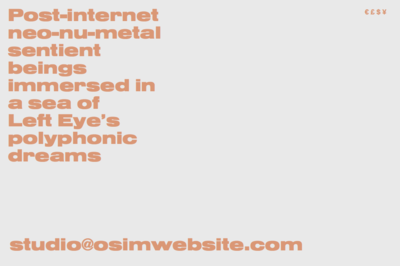 Post-internet
neo-nu-metal
sentient
beings
immersed in
a sea of
Left Eye's
polyphonic
dreams
studio@osimwebsite.com